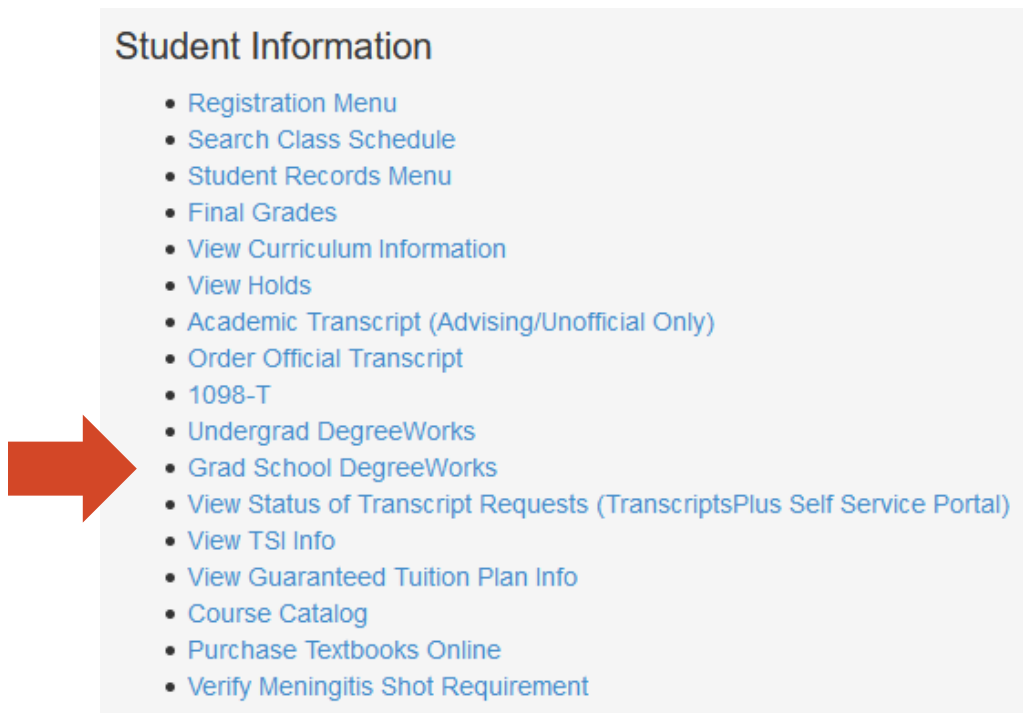 Student Information
Registration Menu
Search Class Schedule
Student Records Menu
Final Grades
View Curriculum Information
View Holds
Academic Transcript (Advising/Unofficial Only)
Order Official Transcript
1098-T
Undergrad DegreeWorks
Grad School DegreeWorks
View Status of Transcript Requests (TranscriptsPlus Self Service Portal)
View TSI Info
View Guaranteed Tuition Plan Info
Course Catalog
Purchase Textbooks Online
Verify Meningitis Shot Requirement